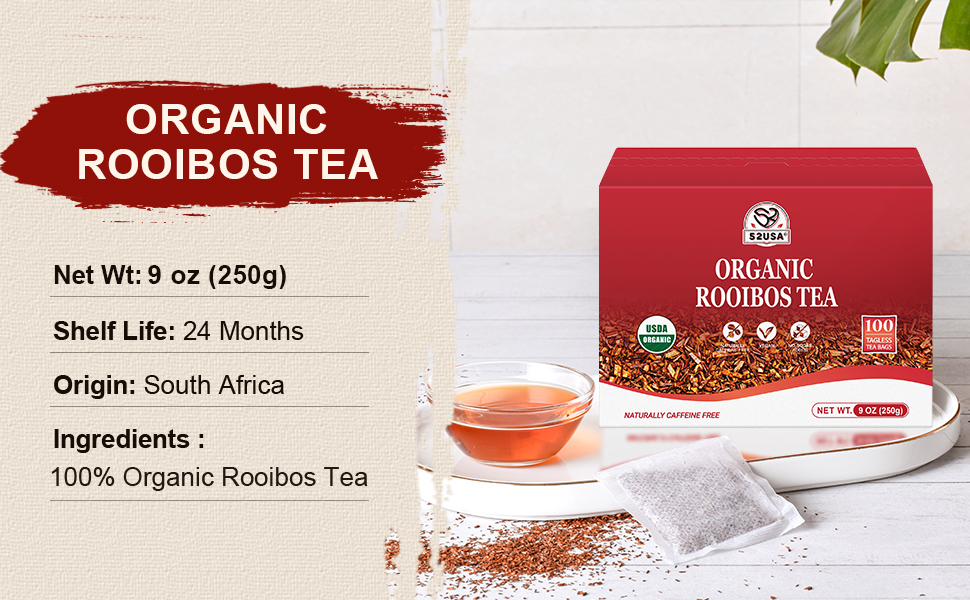 ORGANIC
ROOIBOS TEA
Net Wt: 9 oz (250g)
Shelf Life: 24 Months
Origin: South Africa
Ingredients :
100% Organic Rooibos Tea
S2USA
ORGANIC
ROOIBOS TEA
USDA
ORGANIC
VEGAN
100
TAGLESS
TEA BAGS
NATURALLY CAFFEINE FREE
NET WT. 9 OZ (250g)